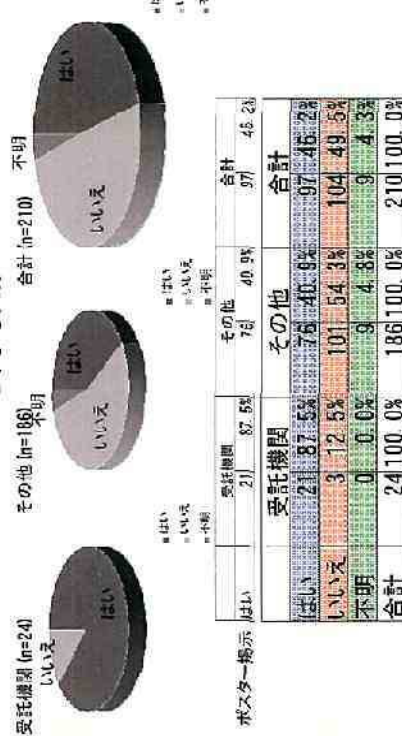 受託機関 (n=24)
いいえ
はい
■ はい
■ いいえ
■ 不明
その他 (n=186)
不明
はい
いいえ
■ はい
■ いいえ
■ 不明
合計 (n=210)
不明
はい
いいえ
受託機関 その他 合計
ポスター掲示 はい 21 87.5% 76 40.9% 97 46.2%
受託機関 その他 合計
はい 21 87.5% 76 40.9% 97 46.2%
いいえ 3 12.5% 101 54.3% 104 49.5%
不明 0 0.0% 9 4.8% 9 4.3%
合計 24 100.0% 186 100.0% 210 100.0%